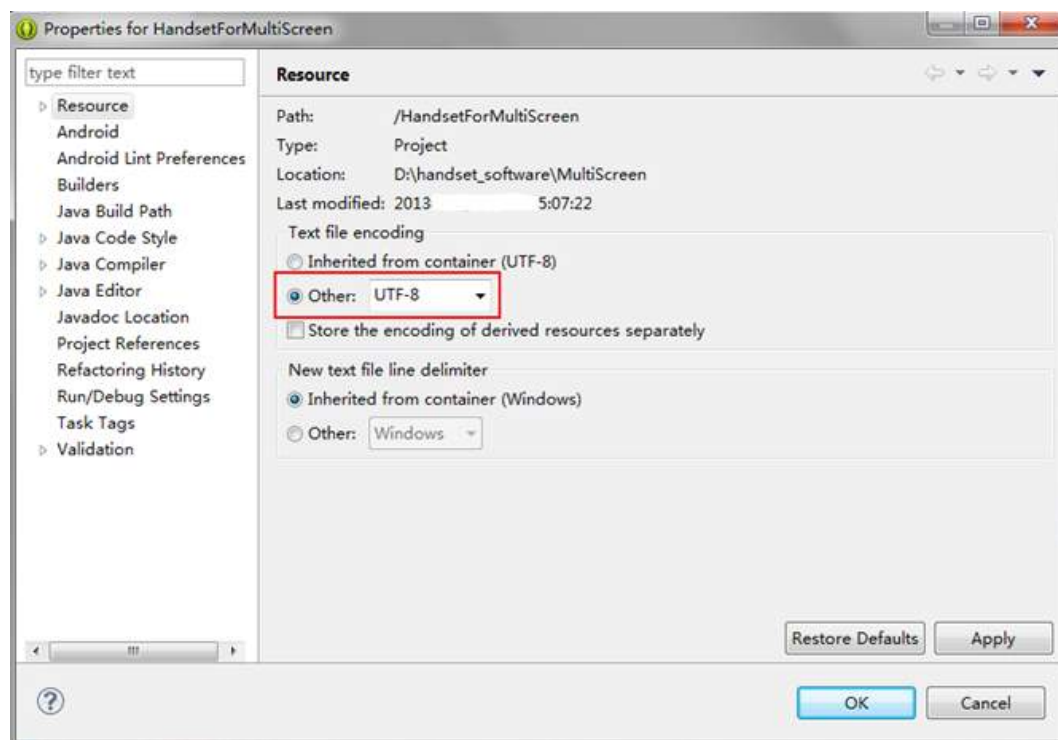 Properties for HandsetForMultiScreen
type filter text
Resource
Android
Android Lint Preferences
Builders
Java Build Path
Java Code Style
Java Compiler
Java Editor
Javadoc Location
Project References
Refactoring History
Run/Debug Settings
Task Tags
Validation
Resource
Path: /HandsetForMultiScreen
Type: Project
Location: D:\handset_software\MultiScreen
Last modified: 2013 5:07:22
Text file encoding
Inherited from container (UTF-8)
Other: UTF-8
Store the encoding of derived resources separately
New text file line delimiter
Inherited from container (Windows)
Other: Windows
Restore Defaults Apply
OK Cancel